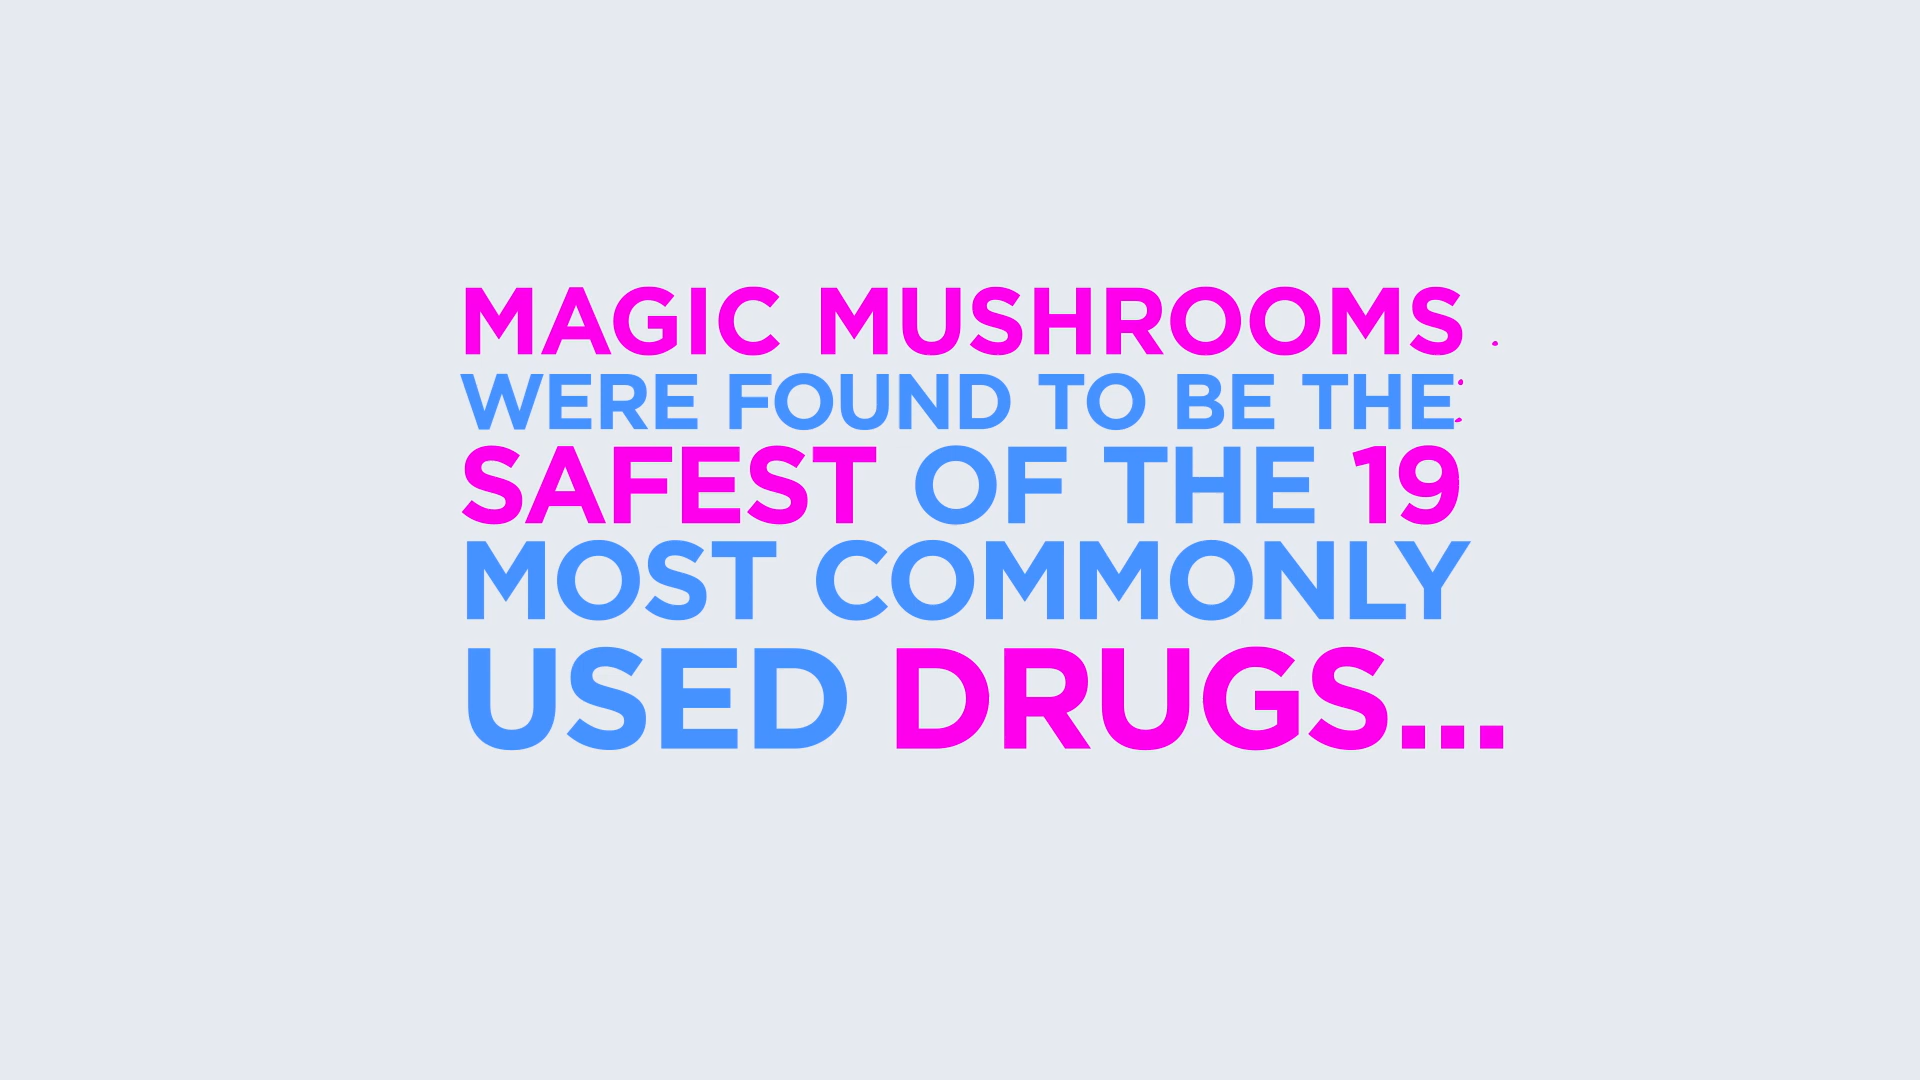 MAGIC MUSHROOMS
WERE FOUND TO BE THE
SAFEST OF THE 19
MOST COMMONLY
USED DRUGS...